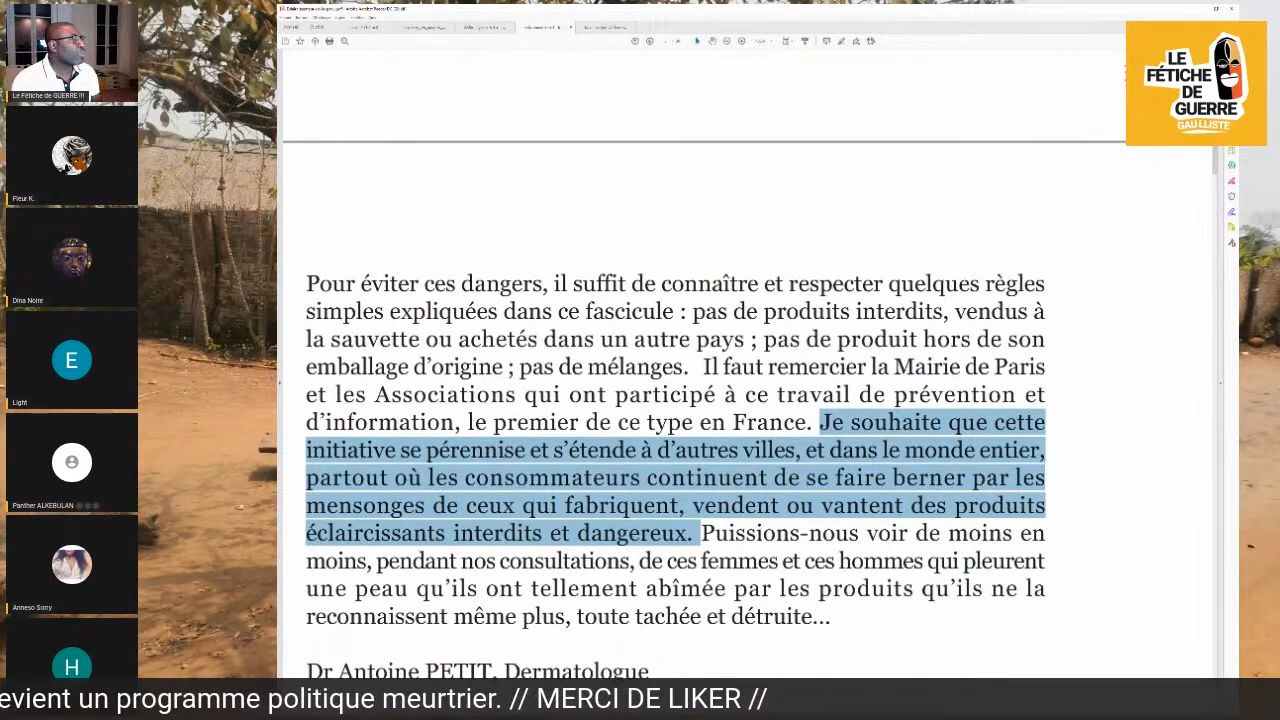 Le Fétiche de GUERRE !!!
Fleur K.
Dina Noire
E
Light
Panther ALKEBULAN
Anneso Sorry
H
LE
FÉTICHE
DE
GUERRE
GAULLISTE
Pour éviter ces dangers, il suffit de connaître et respecter quelques règles
simples expliquées dans ce fascicule : pas de produits interdits, vendus à
la sauvette ou achetés dans un autre pays ; pas de produit hors de son
emballage d’origine ; pas de mélanges. Il faut remercier la Mairie de Paris
et les Associations qui ont participé à ce travail de prévention et
d’information, le premier de ce type en France. Je souhaite que cette
initiative se pérennise et s’étende à d’autres villes, et dans le monde entier,
partout où les consommateurs continuent de se faire berner par les
mensonges de ceux qui fabriquent, vendent ou vantent des produits
éclaircissants interdits et dangereux. Puissions-nous voir de moins en
moins, pendant nos consultations, de ces femmes et ces hommes qui pleurent
une peau qu’ils ont tellement abîmée par les produits qu’ils ne la
reconnaissent même plus, toute tachée et détruite...
Dr Antoine PETIT, Dermatologue
evient un programme politique meurtrier. // MERCI DE LIKER //